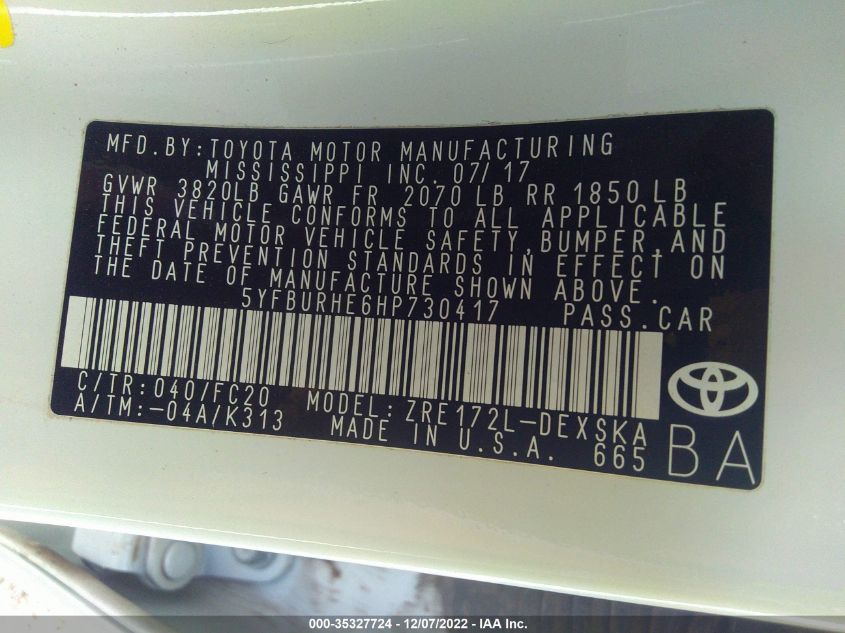 MFD.BY:TOYOTA MOTOR MANUFACTURING
MISSISSIPPI INC. 07/17
GVWR 3820LB GAWR FR 2070 LB RR 1850 LB
THIS VEHICLE CONFORMS TO ALL APPLICABLE
FEDERAL MOTOR VEHICLE SAFETY,BUMPER,AND
THEFT PREVENTION STANDARDS IN EFFECT ON
THE DATE OF MANUFACTURE SHOWN ABOVE.
5YFBURHE6HP730417 PASS.CAR
C/TR:040/FC20 MODEL:ZRE172L-DEXSKA
A/TM:-04A/K313 MADE IN U.S.A. 665
BA
000-35327724 - 12/07/2022 - IAA Inc.